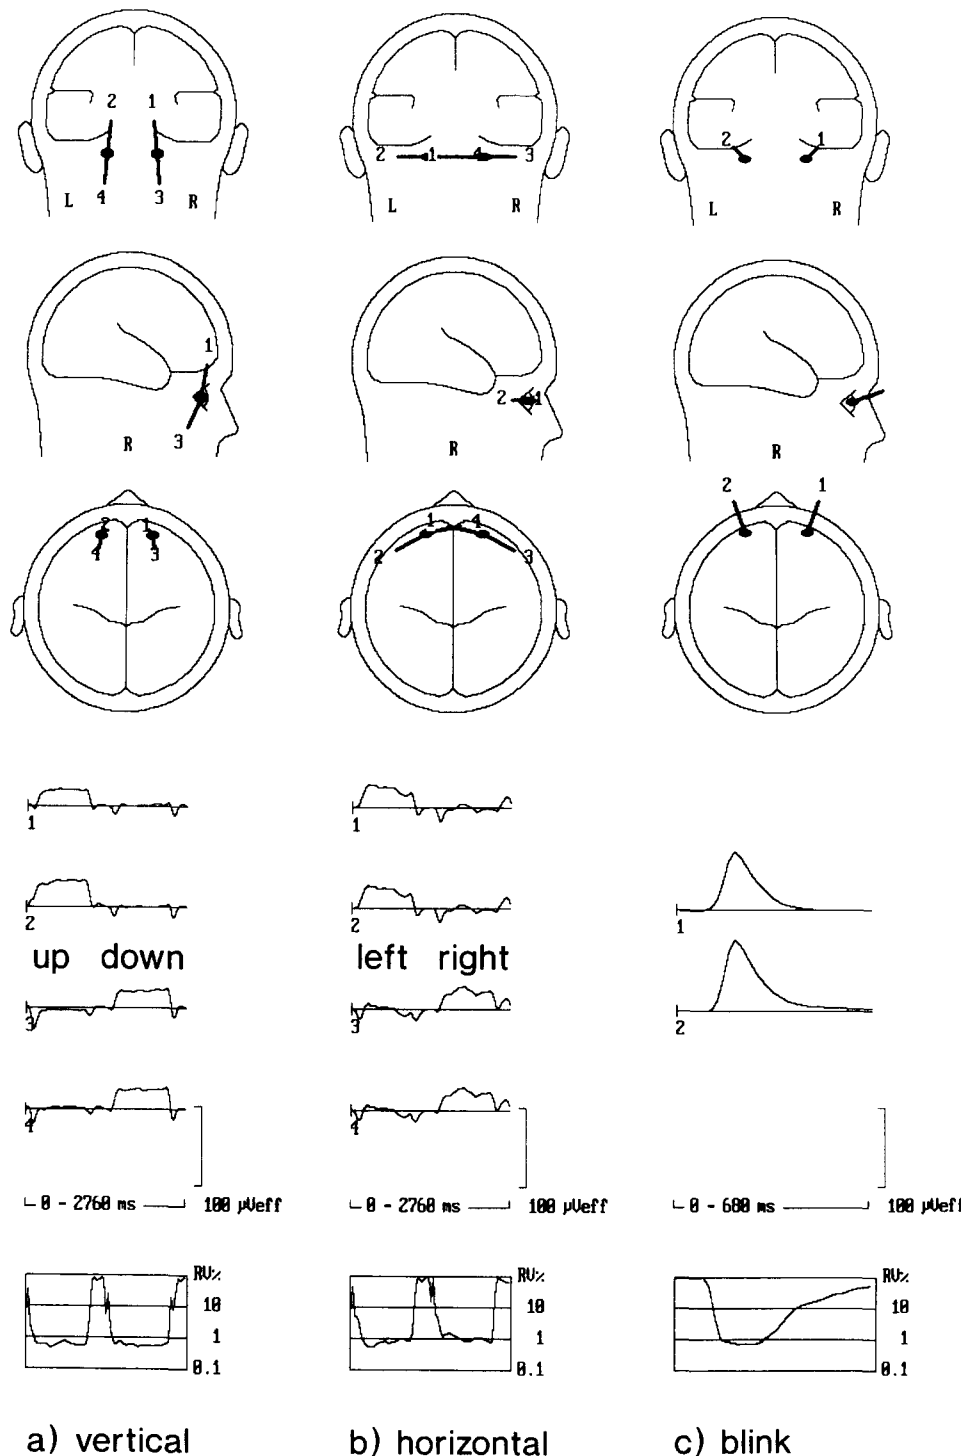 2 1
L 4 3 R
2 1 4 3
L R
2 1
L R
1
3
R
2 1
R
R
2 1
4 3
1 4
2 3
2 1
1
1
2
2
1
up down
left right
3
3
2
4
4
0 - 2760 ms 100 µVeff
0 - 2760 ms 100 µVeff
0 - 680 ms 100 µVeff
RV%
10
1
0.1
RV%
10
1
0.1
RV%
10
1
0.1
a) vertical
b) horizontal
c) blink